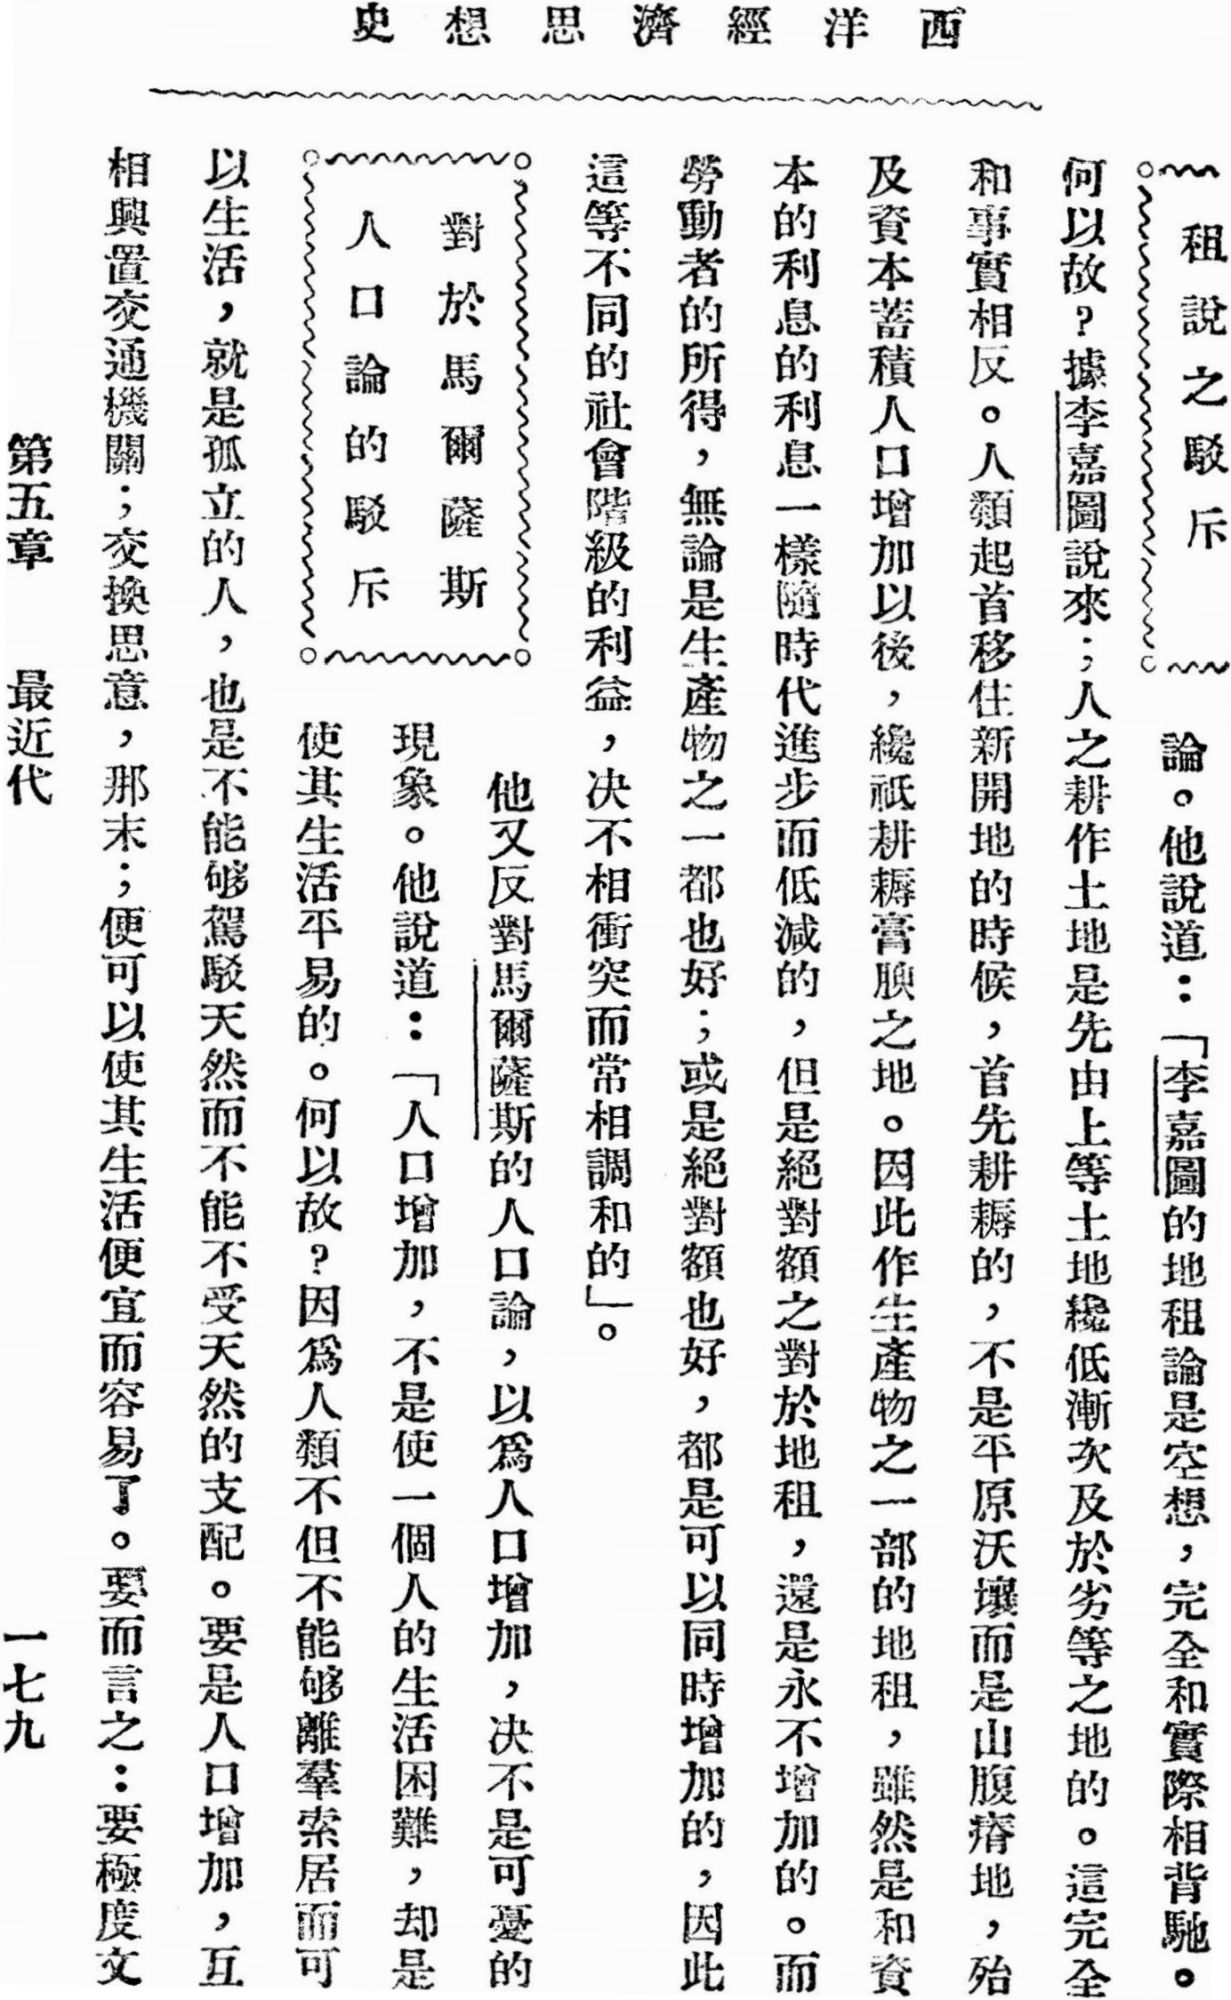 西洋經濟思想史
租說之駁斥
論。他說道：「李嘉圖的地租論是空想，完全和實際相背馳。
何以故？據李嘉圖說來；人之耕作土地是先由上等土地纔低漸次及於劣等之地的。這完全
和事實相反。人類起首移住新開地的時候，首先耕耨的，不是平原沃壤而是山腹瘠地，殆
及資本蓄積人口增加以後，纔祇耕耨膏腴之地。因此作生產物之一部的地租，雖然是和資
本的利息的利息一樣隨時代進步而低減的，但是絕對額之對於地租，還是永不增加的。而
勞動者的所得，無論是生產物之一都也好；或是絕對額也好，都是可以同時增加的，因此
這等不同的社會階級的利益，决不相衝突而常相調和的」。
對於馬爾薩斯
人口論的駁斥
他又反對馬爾薩斯的人口論，以爲人口增加，决不是可憂的
現象。他說道：「人口增加，不是使一個人的生活困難，却是
使其生活平易的。何以故？因爲人類不但不能够離羣索居而可
以生活，就是孤立的人，也是不能够駕駁天然而不能不受天然的支配。要是人口增加，互
相興置交通機關；交換思意，那末；便可以使其生活便宜而容易了。要而言之：要極度文
第五章　最近代　一七九